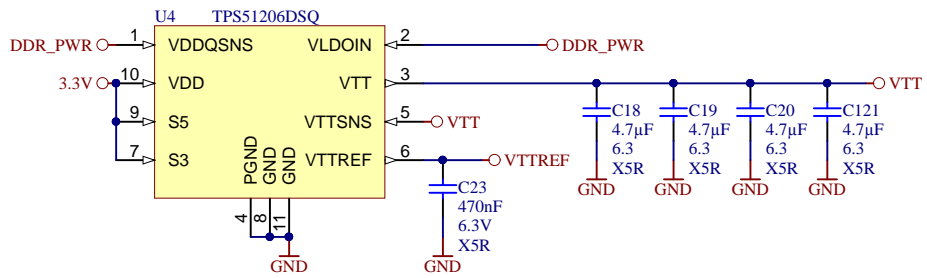 U4 TPS51206DSQ
DDR_PWR 1 VDDQSNS VLDOIN 2 DDR_PWR
3.3V 10 VDD VTT 3 VTT
9 S5 VTTSNS 5 VTT
7 S3 VTTREF 6 VTTREF
PGND GND GND
4 8 11
GND
C23
470nF
6.3V
X5R
GND
C18
4.7µF
6.3
X5R
GND
C19
4.7µF
6.3
X5R
GND
C20
4.7µF
6.3
X5R
GND
C121
4.7µF
6.3
X5R
GND